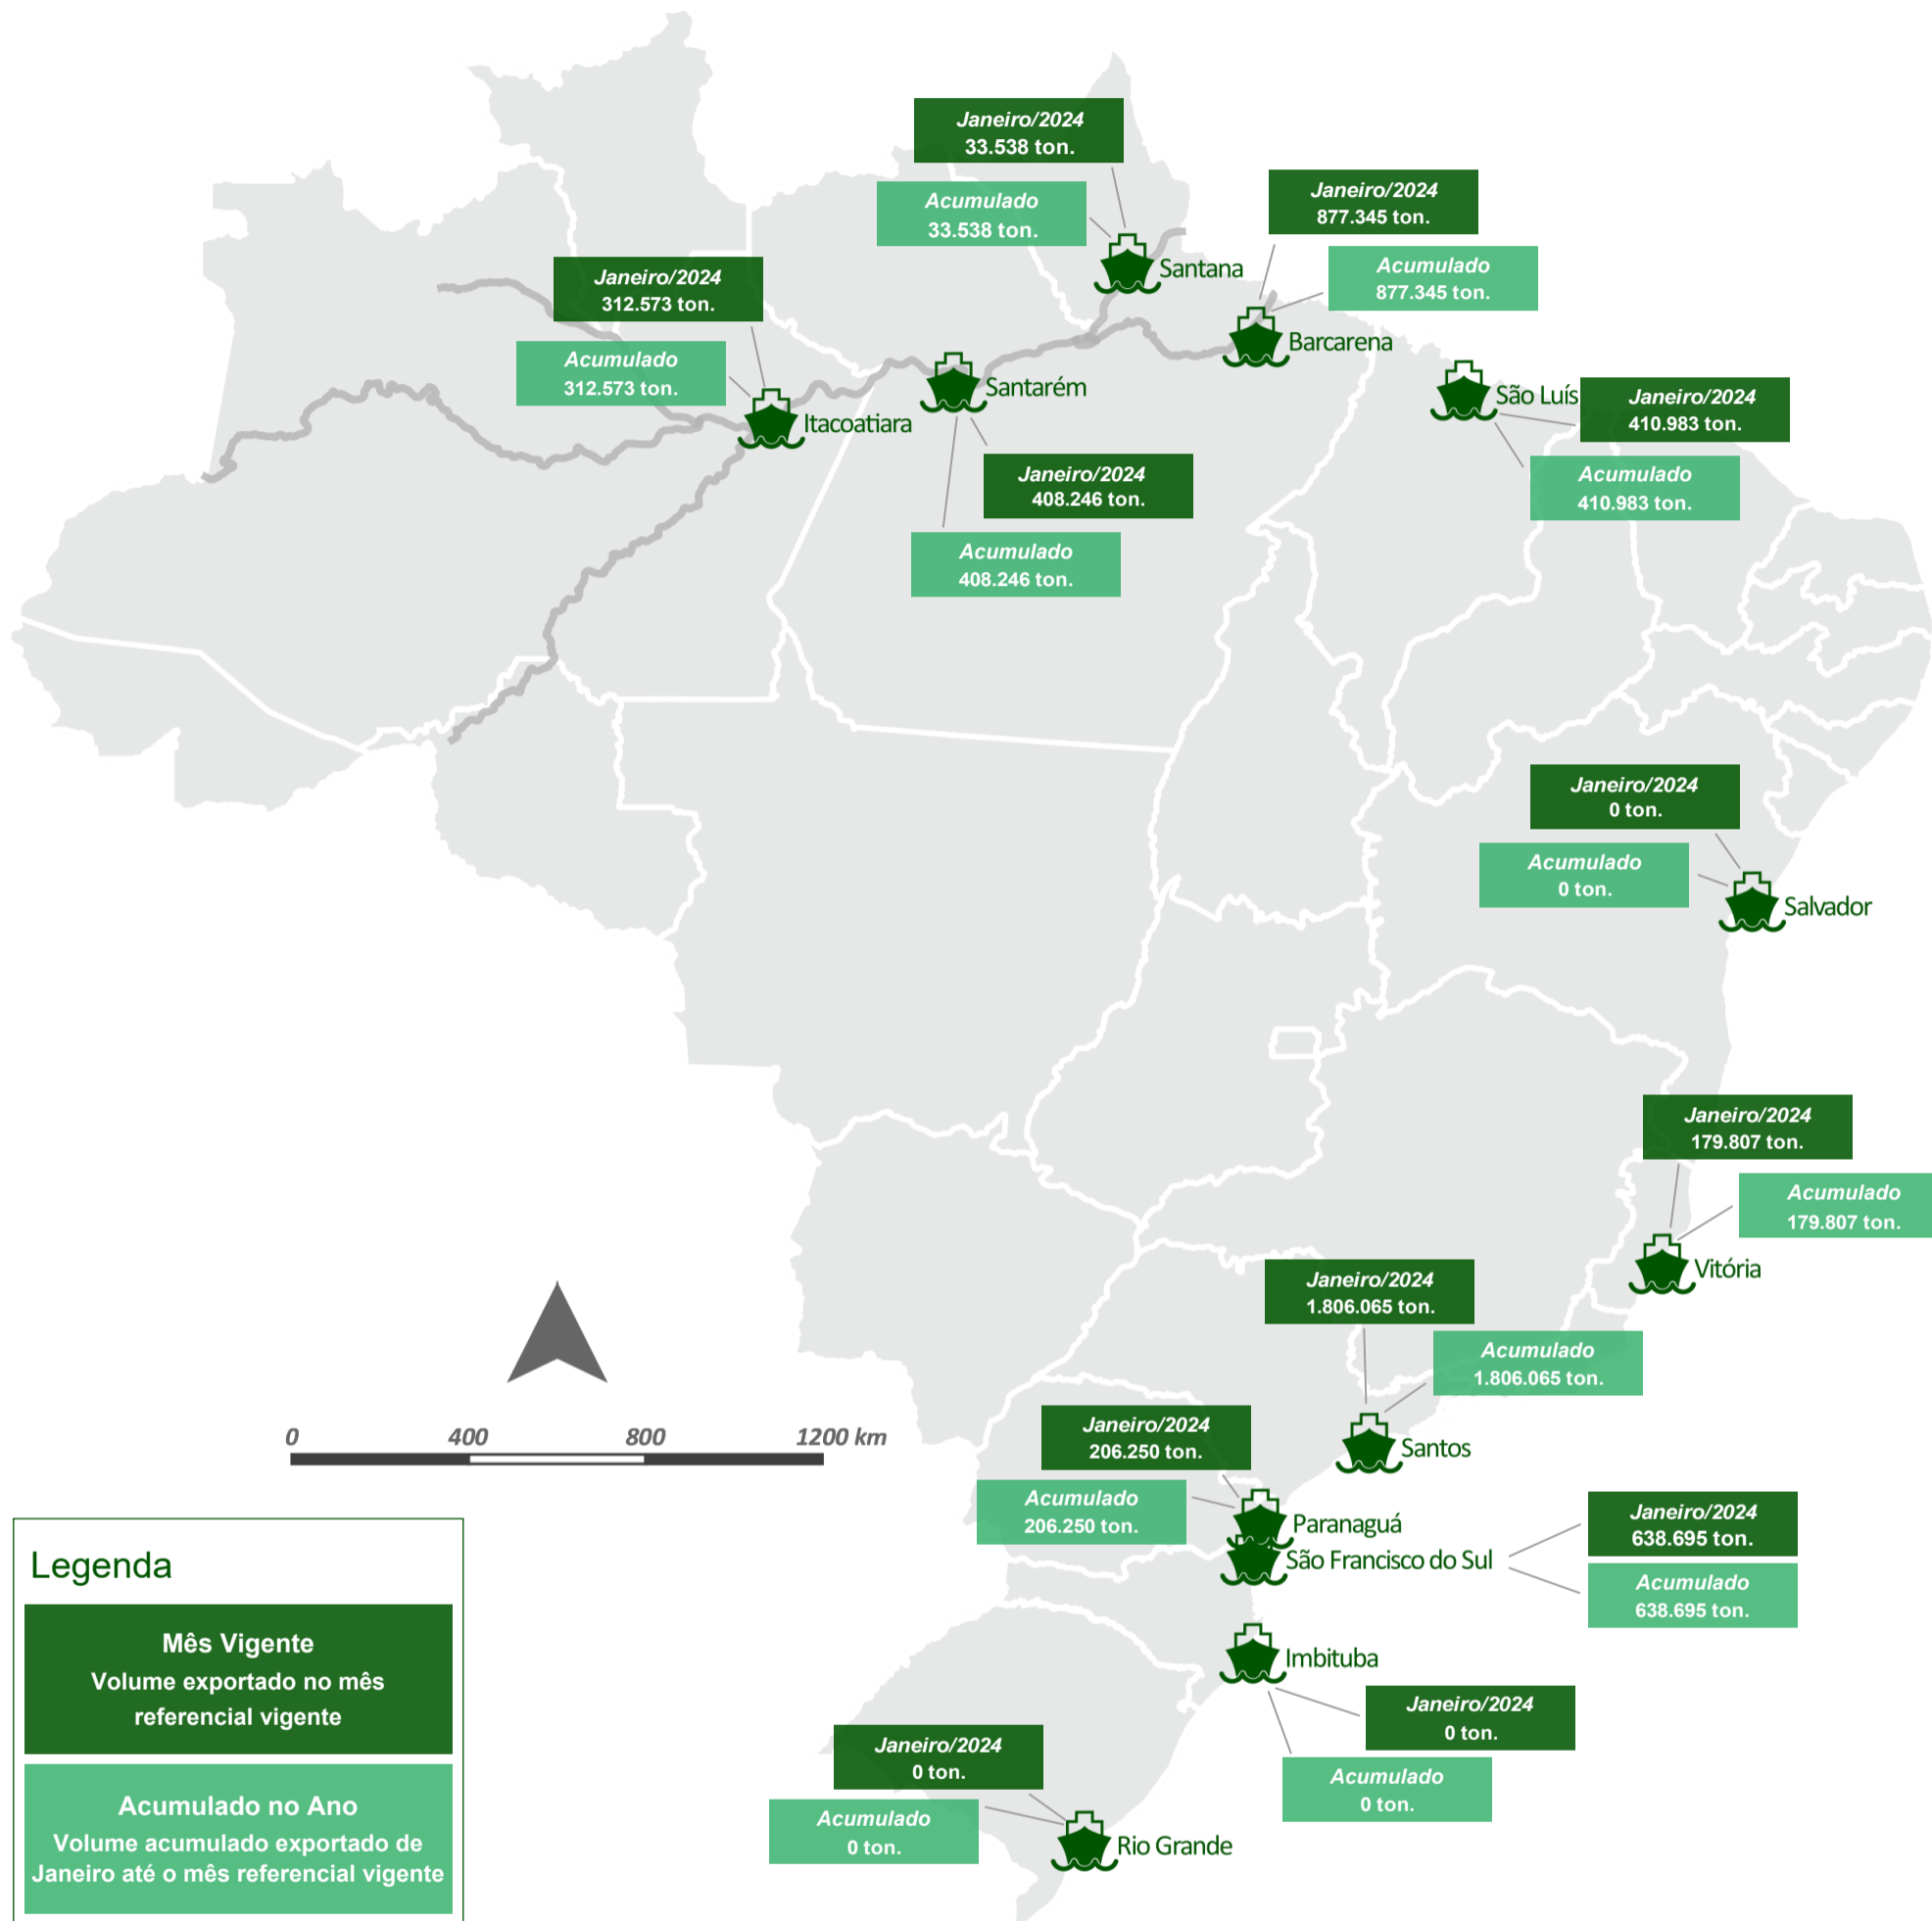 Janeiro/2024
33.538 ton.
Acumulado
33.538 ton.
Santana
Janeiro/2024
877.345 ton.
Acumulado
877.345 ton.
Barcarena
Janeiro/2024
312.573 ton.
Acumulado
312.573 ton.
Itacoatiara
Santarém
Janeiro/2024
408.246 ton.
Acumulado
408.246 ton.
São Luís
Janeiro/2024
410.983 ton.
Acumulado
410.983 ton.
Janeiro/2024
0 ton.
Acumulado
0 ton.
Salvador
Janeiro/2024
179.807 ton.
Acumulado
179.807 ton.
Vitória
Janeiro/2024
1.806.065 ton.
Acumulado
1.806.065 ton.
Santos
Janeiro/2024
206.250 ton.
Acumulado
206.250 ton.
Paranaguá
São Francisco do Sul
Janeiro/2024
638.695 ton.
Acumulado
638.695 ton.
Imbituba
Janeiro/2024
0 ton.
Acumulado
0 ton.
Janeiro/2024
0 ton.
Acumulado
0 ton.
Rio Grande
0 400 800 1200 km
Legenda
Mês Vigente
Volume exportado no mês
referencial vigente
Acumulado no Ano
Volume acumulado exportado de
Janeiro até o mês referencial vigente